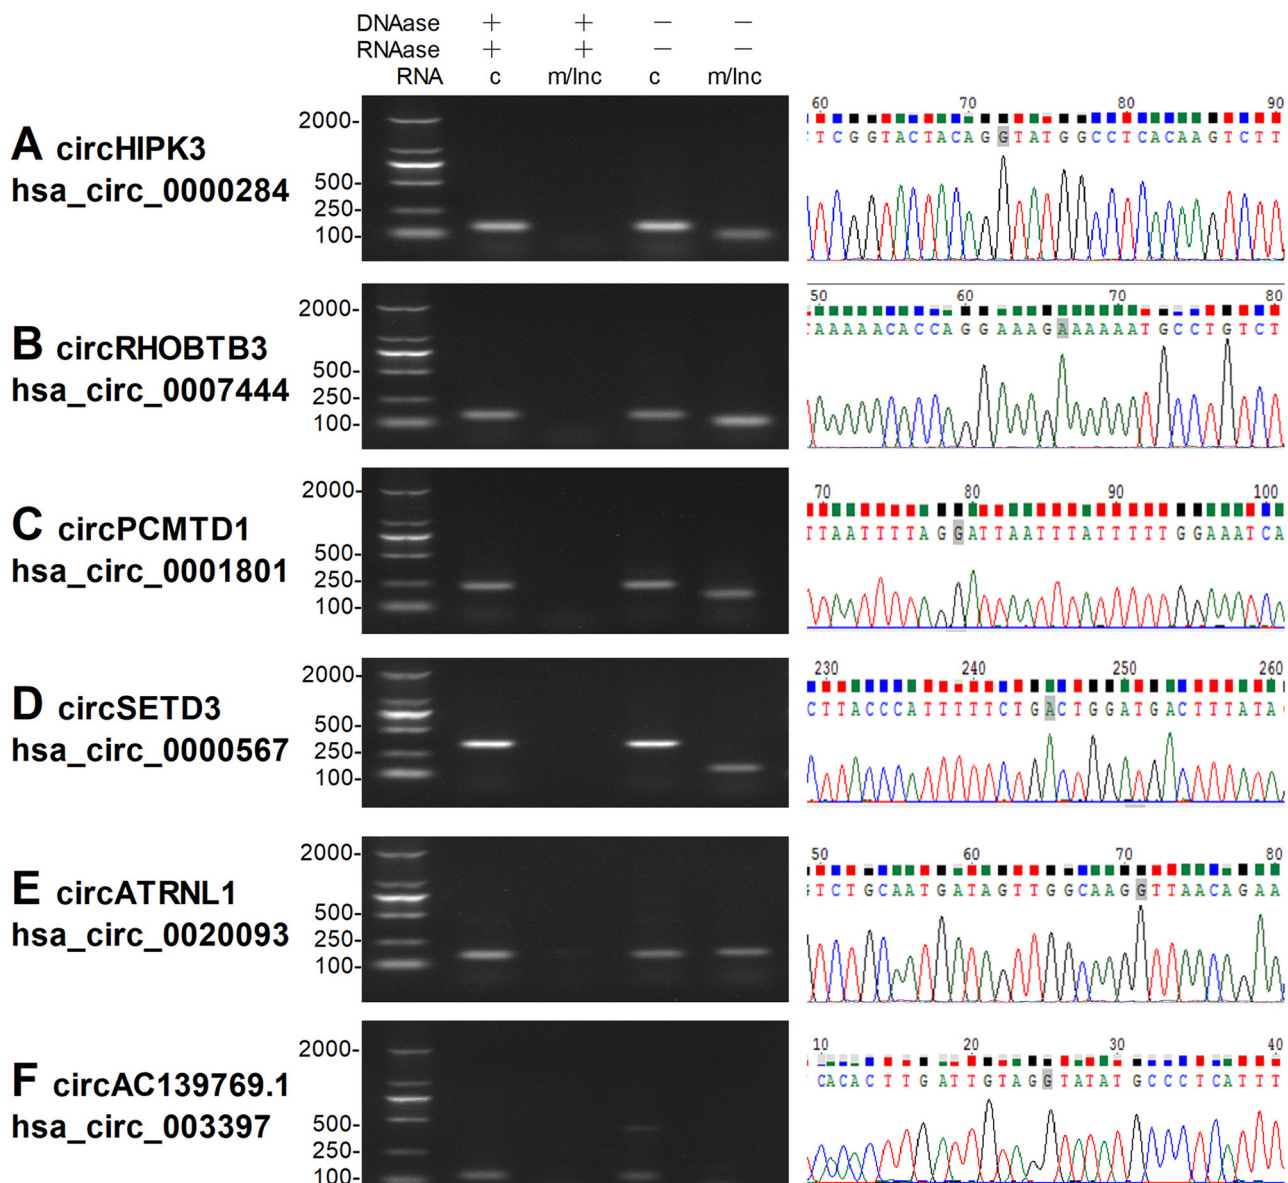 DNAase + + — —
RNAase + + — —
RNA c m/lnc c m/lnc
A circHIPK3
hsa_circ_0000284
2000-
500-
250-
100-
60 70 80 90
TCGGTACTACAGGTATGGCCTCACAAGTCTT
B circRHOBTB3
hsa_circ_0007444
2000-
500-
250-
100-
50 60 70 80
AAAAACACCAGGAAAGAAAAAATGCCTGTCT
C circPCMTD1
hsa_circ_0001801
2000-
500-
250-
100-
70 80 90 100
TTAATTTTAGGATTAATTTATTTTTGGAAATCA
D circSETD3
hsa_circ_0000567
2000-
500-
250-
100-
230 240 250 260
CTTACCCATTTTTCTGACTGGATGACTTTATA
E circATRNL1
hsa_circ_0020093
2000-
500-
250-
100-
50 60 70 80
GTCTGCAATGATAGTTGGCAAGGTTAACAGAA
F circAC139769.1
hsa_circ_003397
2000-
500-
250-
100-
10 20 30 40
CACACTTGATTGTAGGTATATGCCCTCATTT